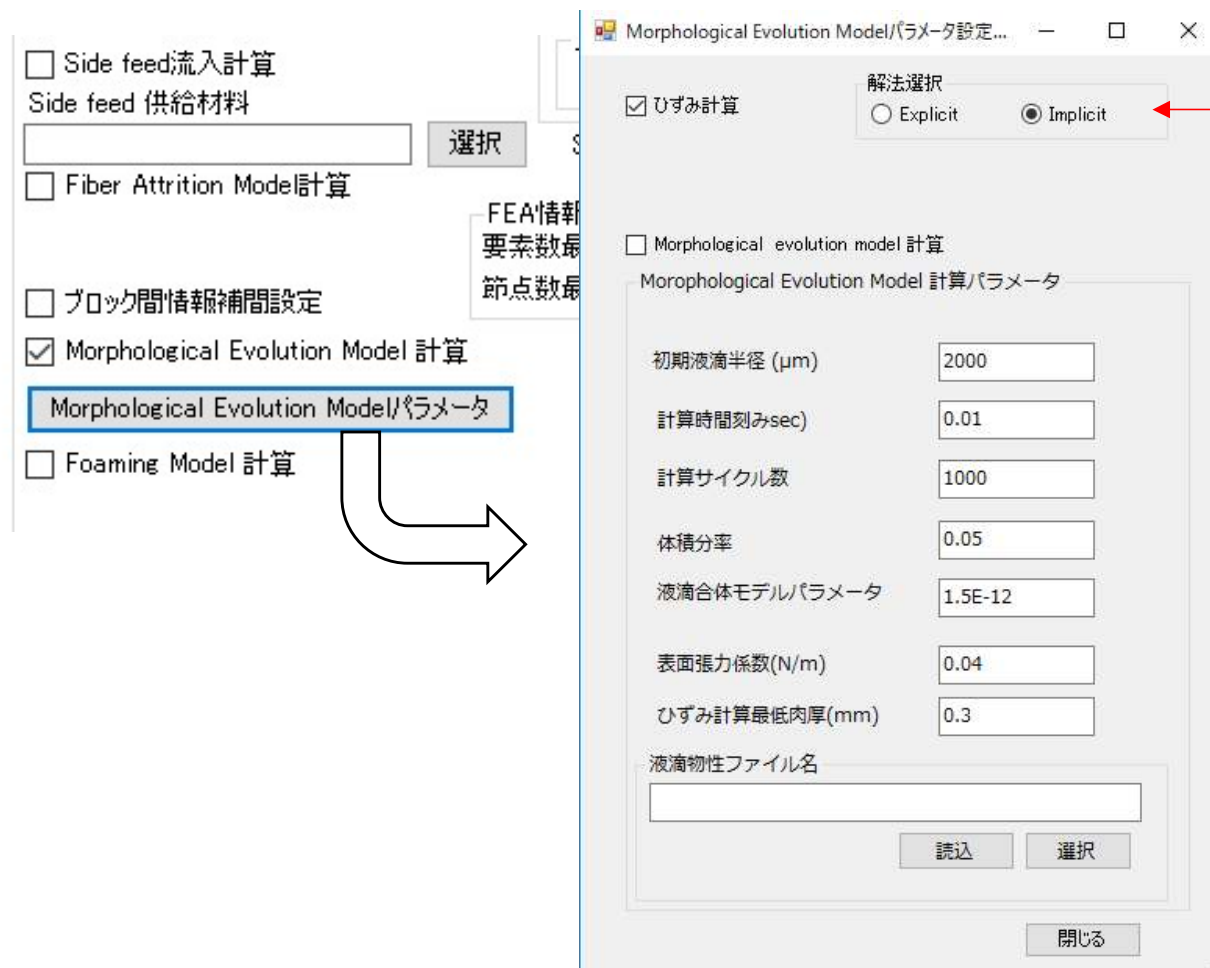 Side feed流入計算
Side feed 供給材料
選択
Fiber Attrition Model計算
FEA情報
要素数最
節点数最
ブロック間情報補間設定
Morphological Evolution Model 計算
Morphological Evolution Modelパラメータ
Foaming Model 計算
Morphological Evolution Modelパラメータ設定...
ひずみ計算
解法選択
Explicit
Implicit
Morphological evolution model 計算
Morophological Evolution Model 計算パラメータ
初期液滴半径 (μm)
2000
計算時間刻みsec)
0.01
計算サイクル数
1000
体積分率
0.05
液滴合体モデルパラメータ
1.5E-12
表面張力係数(N/m)
0.04
ひずみ計算最低肉厚(mm)
0.3
液滴物性ファイル名
読込
選択
閉じる